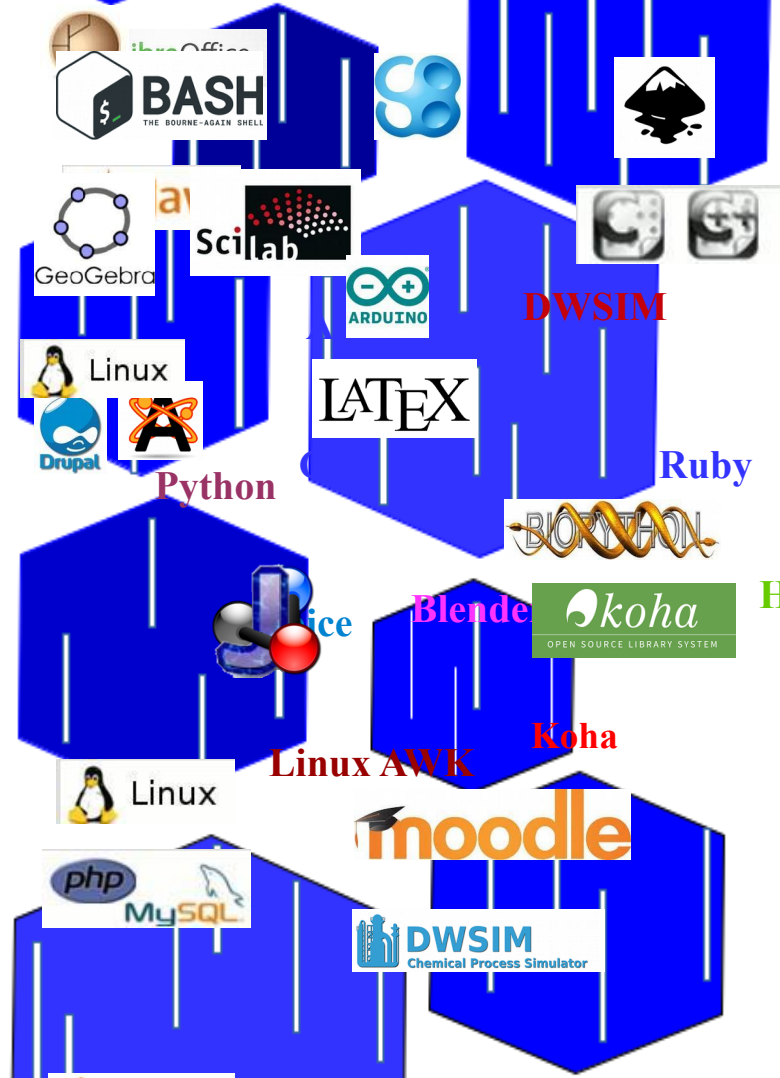 BASH
THE BOURNE-AGAIN SHELL
GeoGebra
Scilab
ARDUINO
DWSIM
Linux
LATEX
Drupal
Python
Ruby
BIOPYTHON
Blende
koha
OPEN SOURCE LIBRARY SYSTEM
ice
Koha
Linux AWK
Linux
moodle
php
MySQL
DWSIM
Chemical Process Simulator